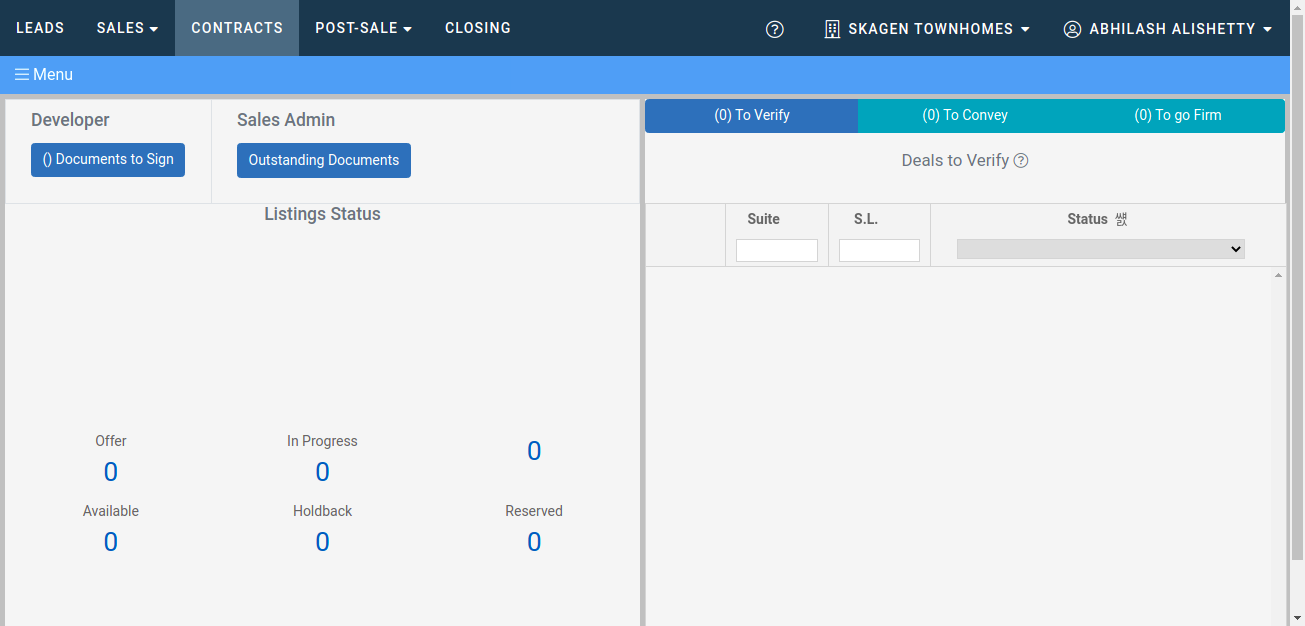 LEADS SALES CONTRACTS POST-SALE CLOSING SKAGEN TOWNHOMES ABHILASH ALISHETTY
Menu
Developer
() Documents to Sign
Sales Admin
Outstanding Documents
Listings Status
Offer
0
In Progress
0
0
Available
0
Holdback
0
Reserved
0
(0) To Verify
(0) To Convey
(0) To go Firm
Deals to Verify
Suite
S.L.
Status